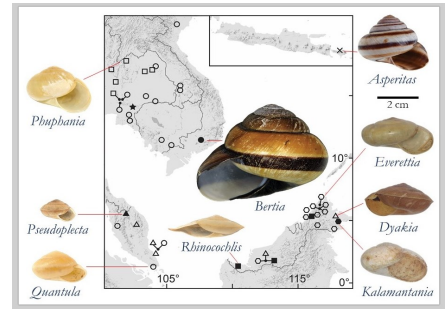 Asperitas
2 cm
Phuphania
Everettia
10°
Bertia
Pseudoplecta
Rhinocochlis
Dyakia
Quantula
105°
115°
0°
Kalamantania